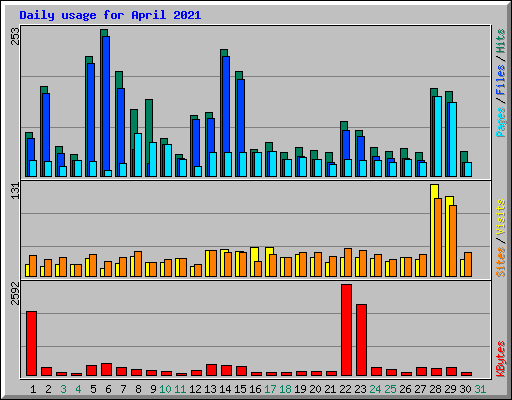 Daily usage for April 2021
253
Pages / Files / Hits
131
Sites / Visits
2592
KBytes
1 2 3 4 5 6 7 8 9 10 11 12 13 14 15 16 17 18 19 20 21 22 23 24 25 26 27 28 29 30 31